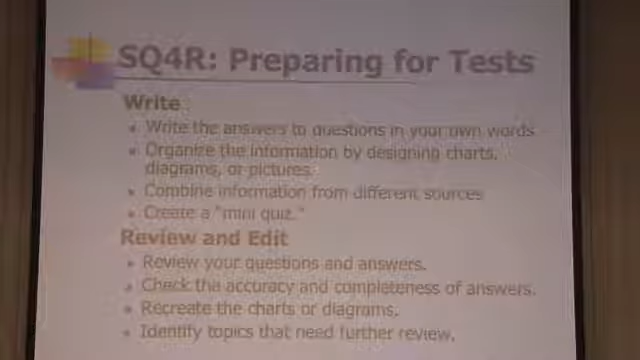 SQ4R: Preparing for Tests
Write
Write the answers to questions in your own words
Organize the information by designing charts,
diagrams, or pictures.
Combine information from different sources
Create a "mini quiz."
Review and Edit
Review your questions and answers.
Check the accuracy and completeness of answers.
Recreate the charts or diagrams.
Identify topics that need further review.